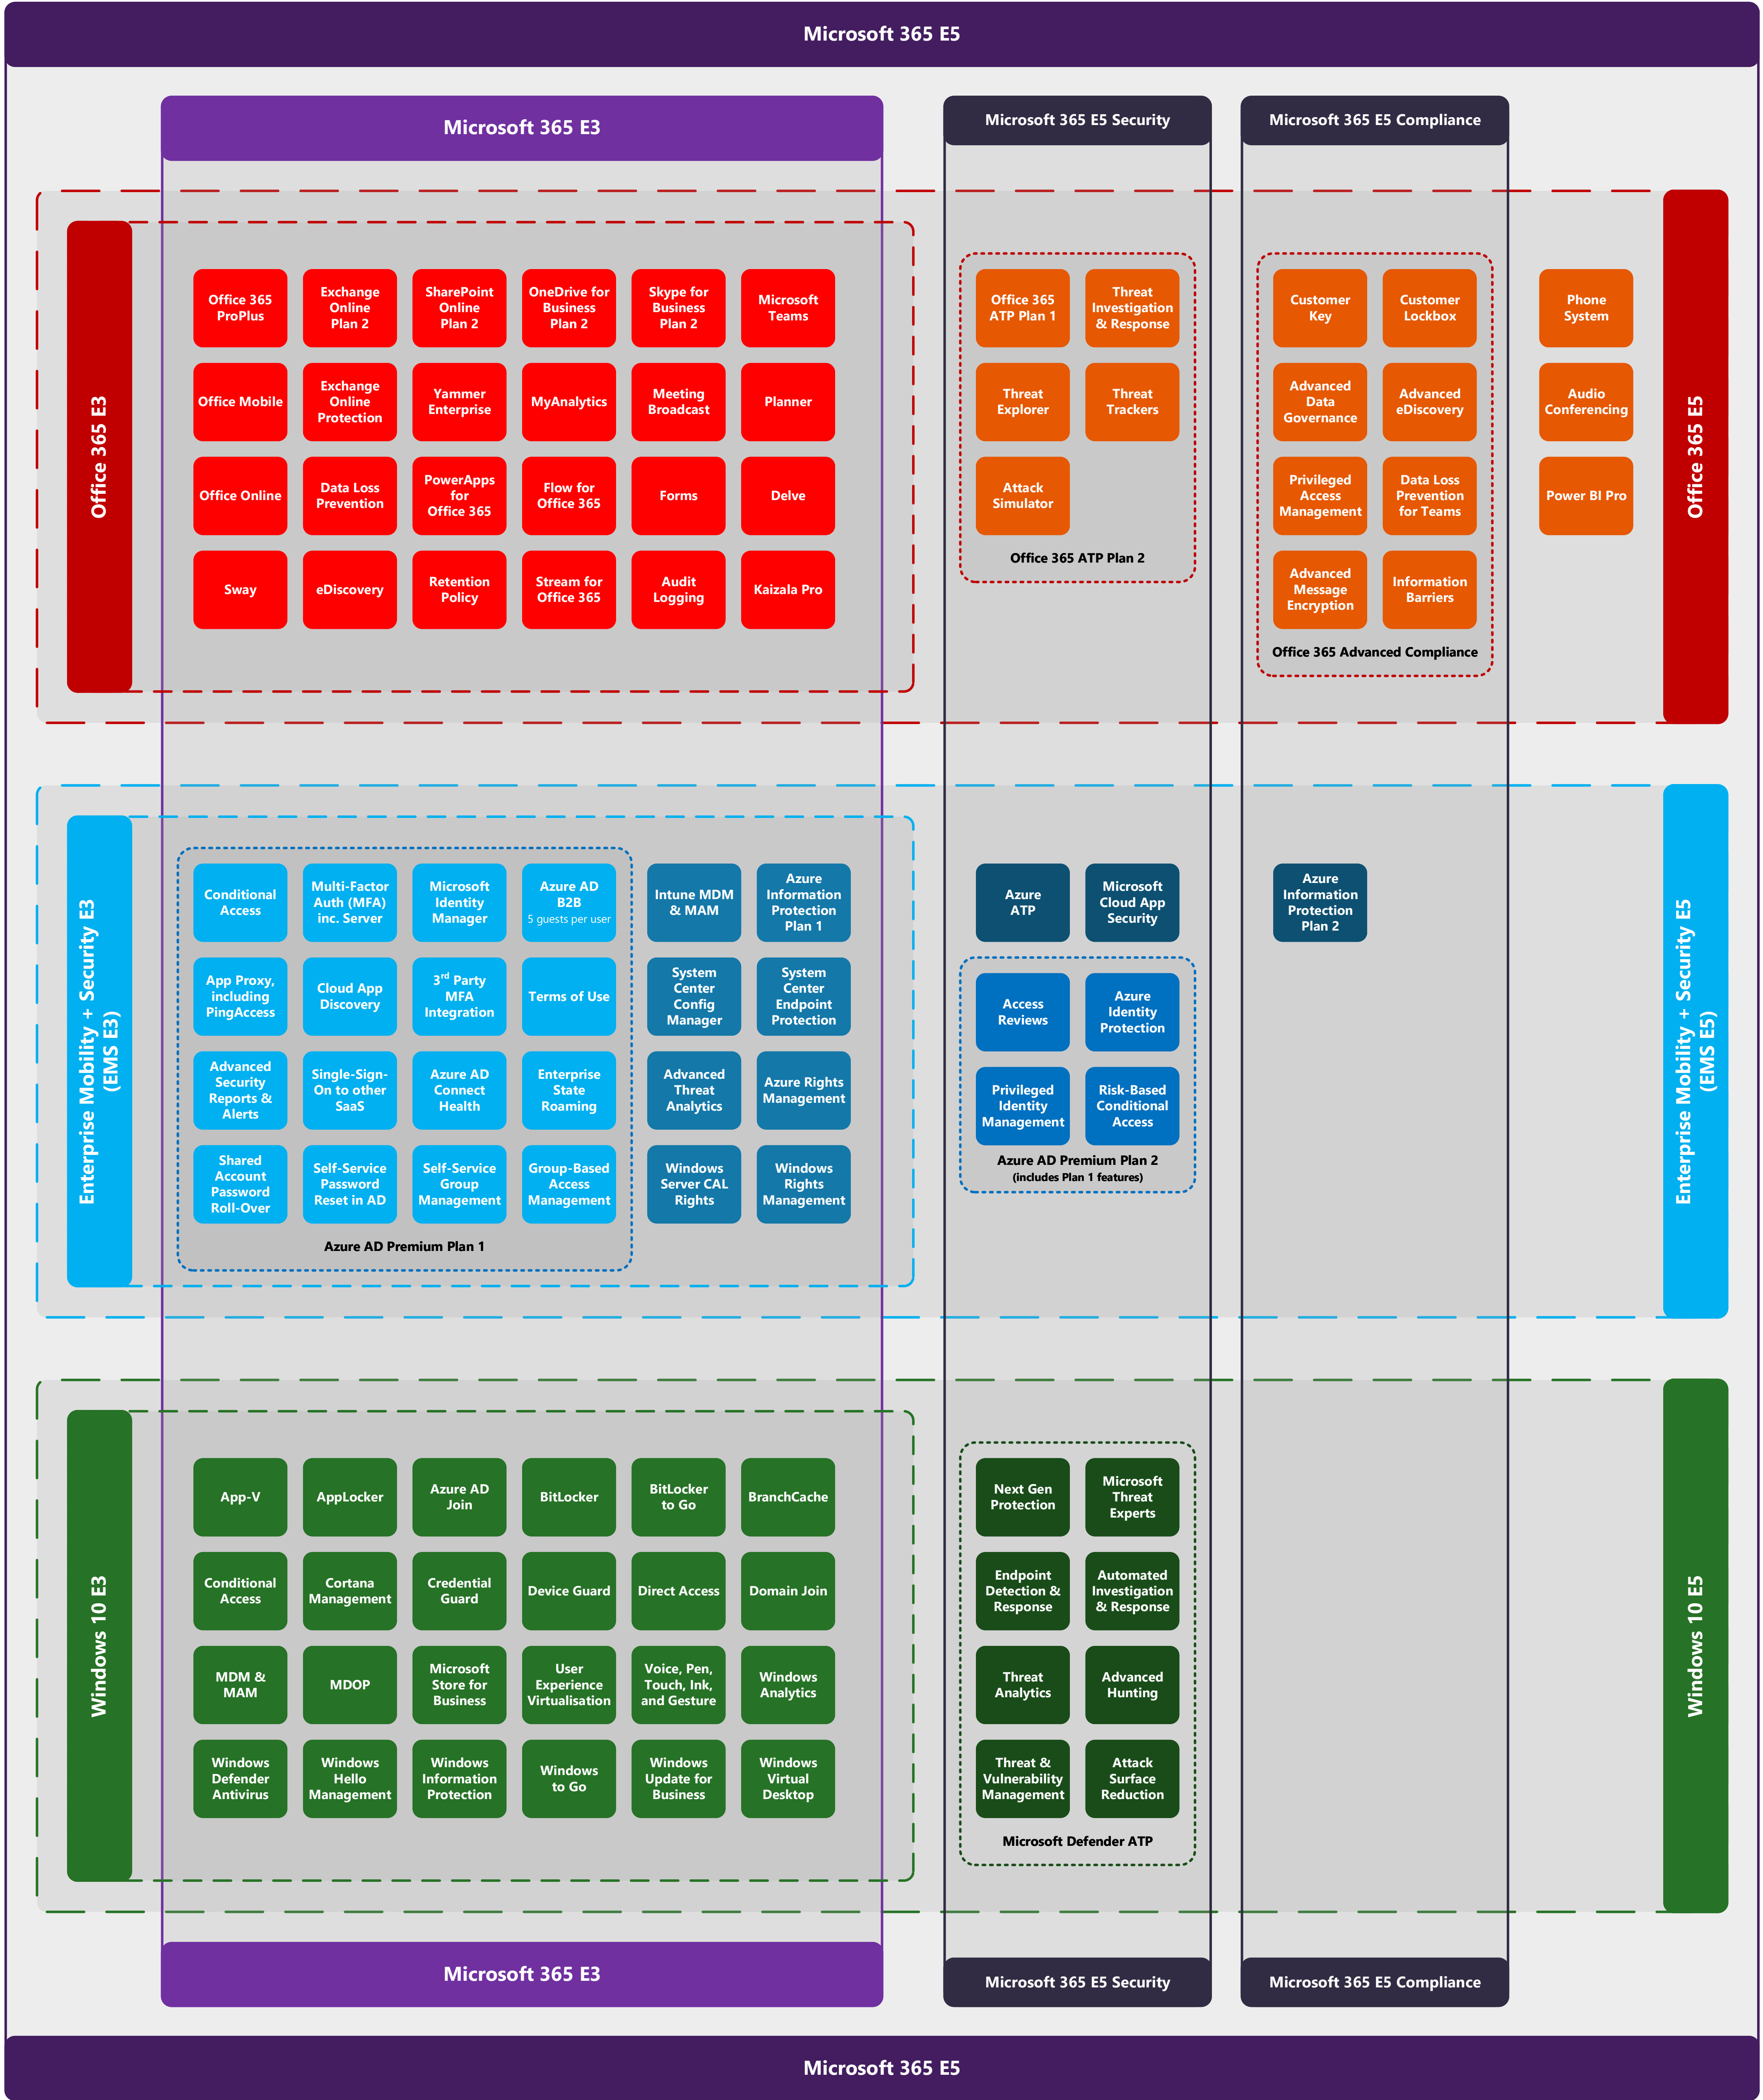 Microsoft 365 E5
Microsoft 365 E3
Microsoft 365 E5 Security
Microsoft 365 E5 Compliance
Office 365 E3
Office 365
ProPlus
Exchange
Online
Plan 2
SharePoint
Online
Plan 2
OneDrive for
Business
Plan 2
Skype for
Business
Plan 2
Microsoft
Teams
Office Mobile
Exchange
Online
Protection
Yammer
Enterprise
MyAnalytics
Meeting
Broadcast
Planner
Office Online
Data Loss
Prevention
PowerApps
for
Office 365
Flow for
Office 365
Forms
Delve
Sway
eDiscovery
Retention
Policy
Stream for
Office 365
Audit
Logging
Kaizala Pro
Office 365
ATP Plan 1
Threat
Investigation
& Response
Threat
Explorer
Threat
Trackers
Attack
Simulator
Office 365 ATP Plan 2
Customer
Key
Customer
Lockbox
Advanced
Data
Governance
Advanced
eDiscovery
Privileged
Access
Management
Data Loss
Prevention
for Teams
Advanced
Message
Encryption
Information
Barriers
Office 365 Advanced Compliance
Phone
System
Audio
Conferencing
Power BI Pro
Office 365 E5
Enterprise Mobility + Security E3
(EMS E3)
Conditional
Access
Multi-Factor
Auth (MFA)
inc. Server
Microsoft
Identity
Manager
Azure AD
B2B
5 guests per user
App Proxy,
including
PingAccess
Cloud App
Discovery
3rd Party
MFA
Integration
Terms of Use
Advanced
Security
Reports &
Alerts
Single-Sign-
On to other
SaaS
Azure AD
Connect
Health
Enterprise
State
Roaming
Shared
Account
Password
Roll-Over
Self-Service
Password
Reset in AD
Self-Service
Group
Management
Group-Based
Access
Management
Azure AD Premium Plan 1
Intune MDM
& MAM
Azure
Information
Protection
Plan 1
System
Center
Config
Manager
System
Center
Endpoint
Protection
Advanced
Threat
Analytics
Azure Rights
Management
Windows
Server CAL
Rights
Windows
Rights
Management
Azure
ATP
Microsoft
Cloud App
Security
Access
Reviews
Azure
Identity
Protection
Privileged
Identity
Management
Risk-Based
Conditional
Access
Azure AD Premium Plan 2
(includes Plan 1 features)
Azure
Information
Protection
Plan 2
Enterprise Mobility + Security E5
(EMS E5)
Windows 10 E3
App-V
AppLocker
Azure AD
Join
BitLocker
BitLocker
to Go
BranchCache
Conditional
Access
Cortana
Management
Credential
Guard
Device Guard
Direct Access
Domain Join
MDM &
MAM
MDOP
Microsoft
Store for
Business
User
Experience
Virtualisation
Voice, Pen,
Touch, Ink,
and Gesture
Windows
Analytics
Windows
Defender
Antivirus
Windows
Hello
Management
Windows
Information
Protection
Windows
to Go
Windows
Update for
Business
Windows
Virtual
Desktop
Next Gen
Protection
Microsoft
Threat
Experts
Endpoint
Detection &
Response
Automated
Investigation
& Response
Threat
Analytics
Advanced
Hunting
Threat &
Vulnerability
Management
Attack
Surface
Reduction
Microsoft Defender ATP
Windows 10 E5
Microsoft 365 E3
Microsoft 365 E5 Security
Microsoft 365 E5 Compliance
Microsoft 365 E5